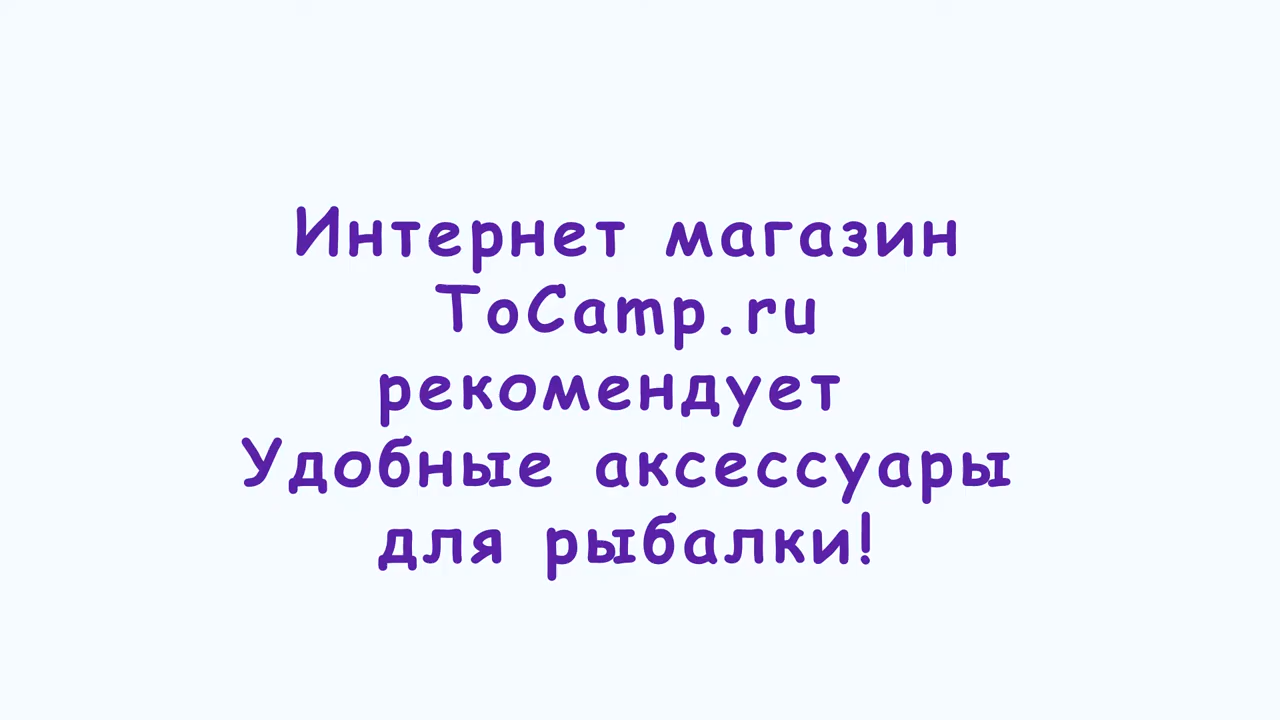 Интернет магазин
ToCamp.ru
рекомендует
Удобные аксессуары
для рыбалки!